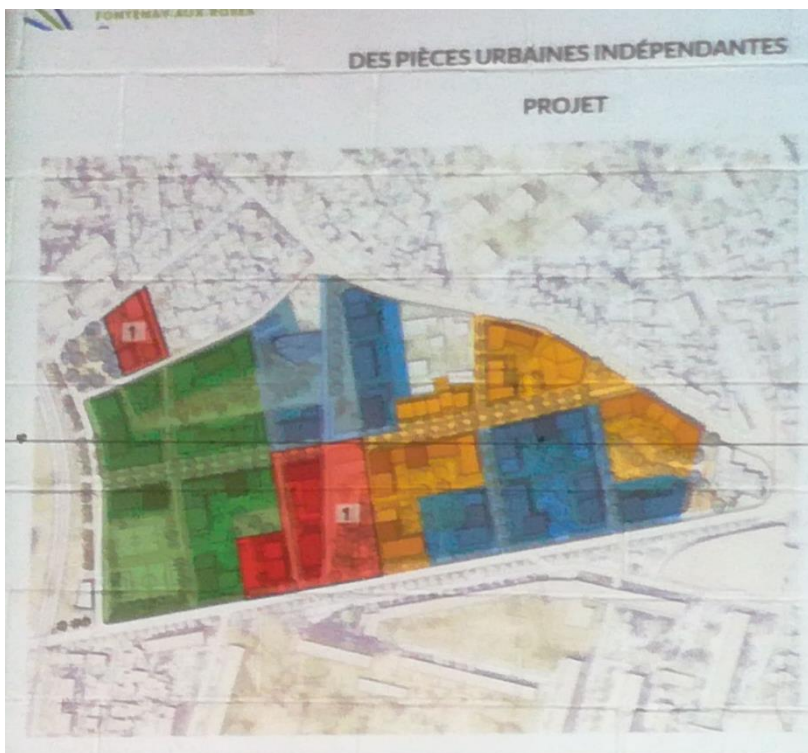 FONTENAY-AUX-ROSES
DES PIÈCES URBAINES INDÉPENDANTES
PROJET
1
1